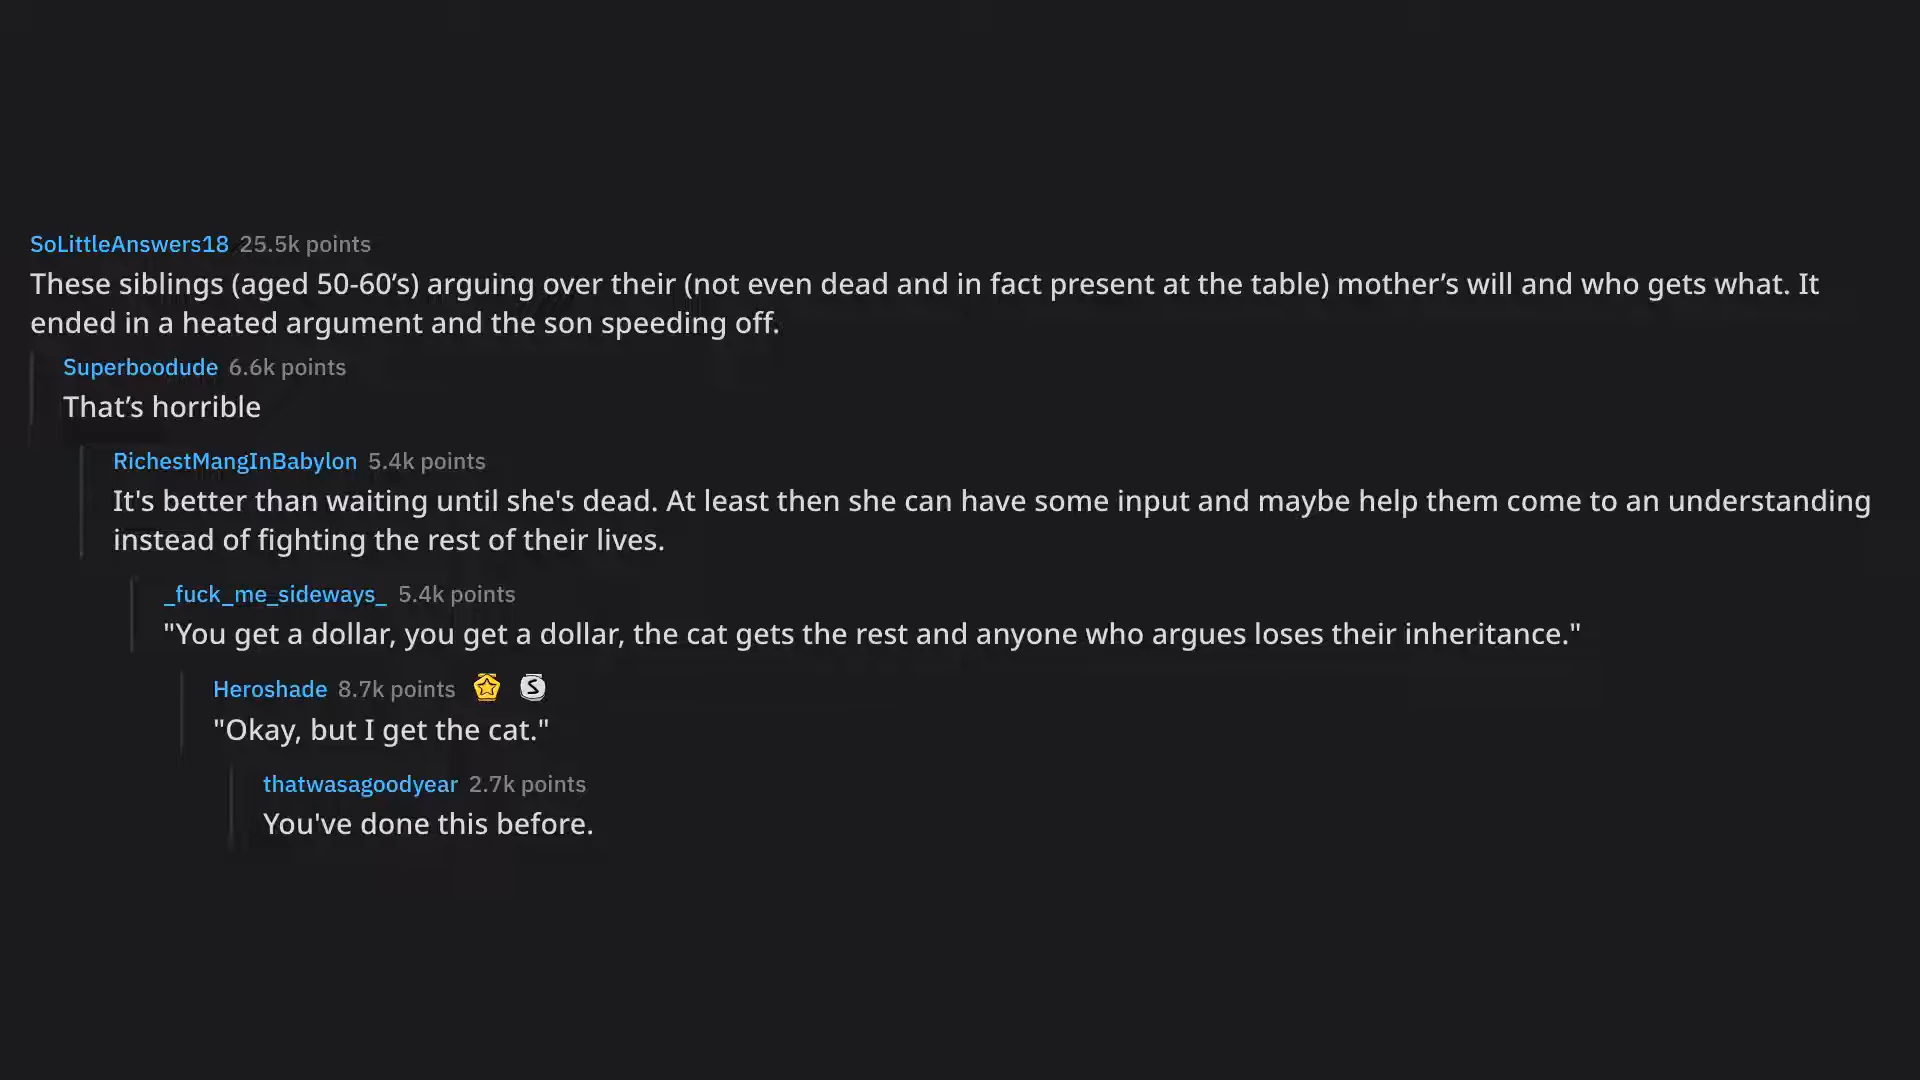 SoLittleAnswers18 25.5k points
These siblings (aged 50-60’s) arguing over their (not even dead and in fact present at the table) mother’s will and who gets what. It
ended in a heated argument and the son speeding off.
Superboodude 6.6k points
That’s horrible
RichestMangInBabylon 5.4k points
It's better than waiting until she's dead. At least then she can have some input and maybe help them come to an understanding
instead of fighting the rest of their lives.
_fuck_me_sideways_ 5.4k points
"You get a dollar, you get a dollar, the cat gets the rest and anyone who argues loses their inheritance."
Heroshade 8.7k points S
"Okay, but I get the cat."
thatwasagoodyear 2.7k points
You've done this before.